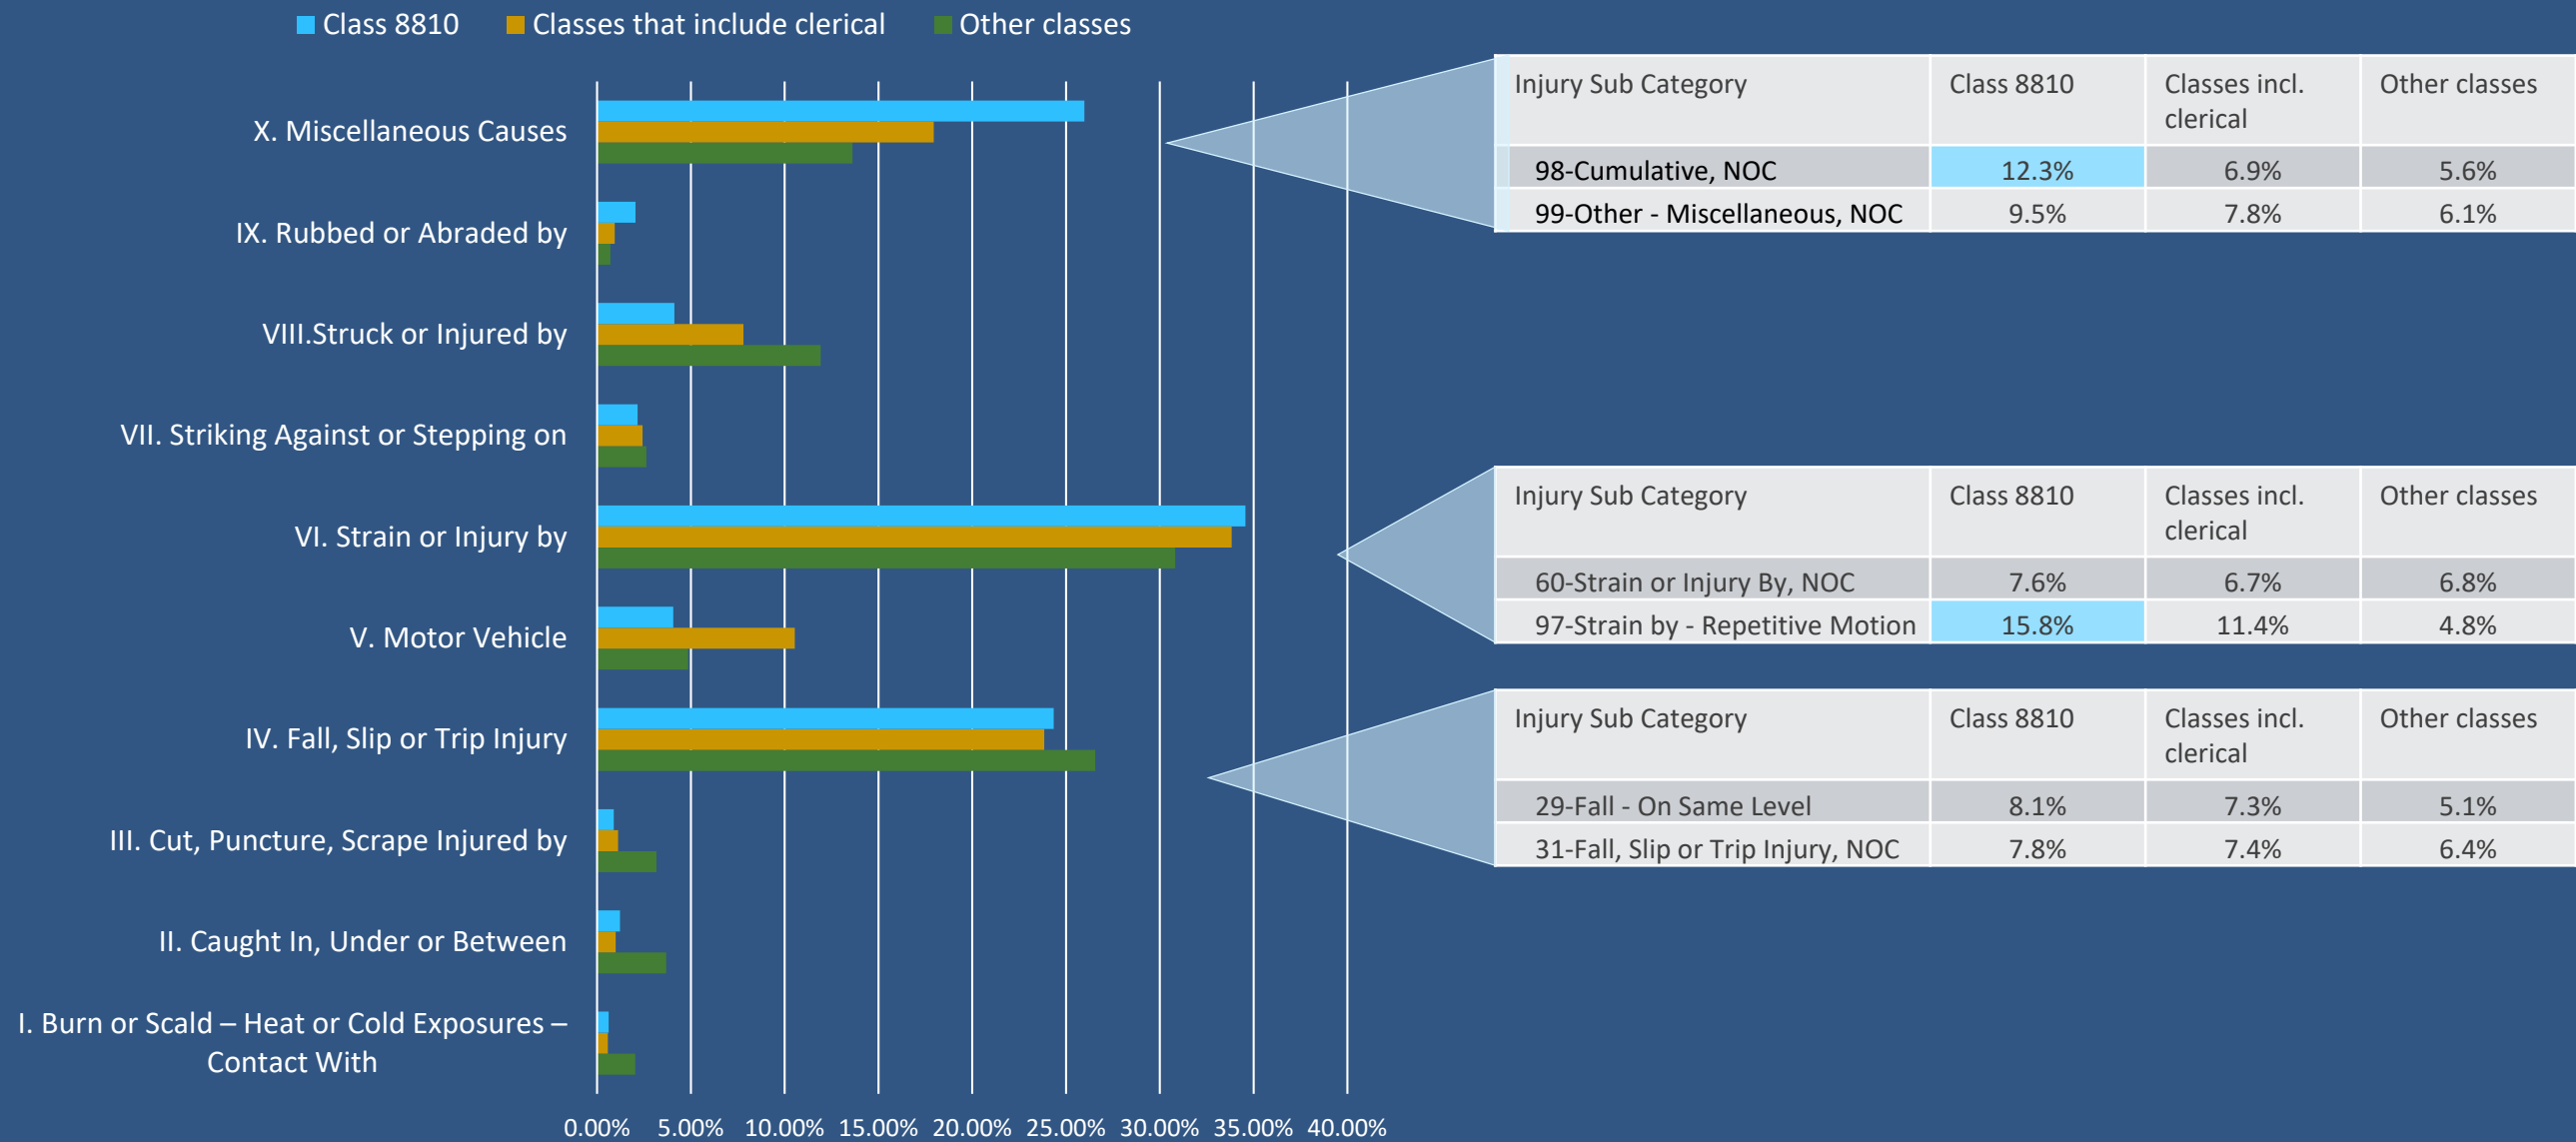 Class 8810 Classes that include clerical Other classes
X. Miscellaneous Causes
IX. Rubbed or Abraded by
VIII.Struck or Injured by
VII. Striking Against or Stepping on
VI. Strain or Injury by
V. Motor Vehicle
IV. Fall, Slip or Trip Injury
III. Cut, Puncture, Scrape Injured by
II. Caught In, Under or Between
I. Burn or Scald – Heat or Cold Exposures –
Contact With
0.00% 5.00% 10.00% 15.00% 20.00% 25.00% 30.00% 35.00% 40.00%
Injury Sub Category Class 8810 Classes incl. Other classes
clerical
98-Cumulative, NOC 12.3% 6.9% 5.6%
99-Other - Miscellaneous, NOC 9.5% 7.8% 6.1%
Injury Sub Category Class 8810 Classes incl. Other classes
clerical
60-Strain or Injury By, NOC 7.6% 6.7% 6.8%
97-Strain by - Repetitive Motion 15.8% 11.4% 4.8%
Injury Sub Category Class 8810 Classes incl. Other classes
clerical
29-Fall - On Same Level 8.1% 7.3% 5.1%
31-Fall, Slip or Trip Injury, NOC 7.8% 7.4% 6.4%